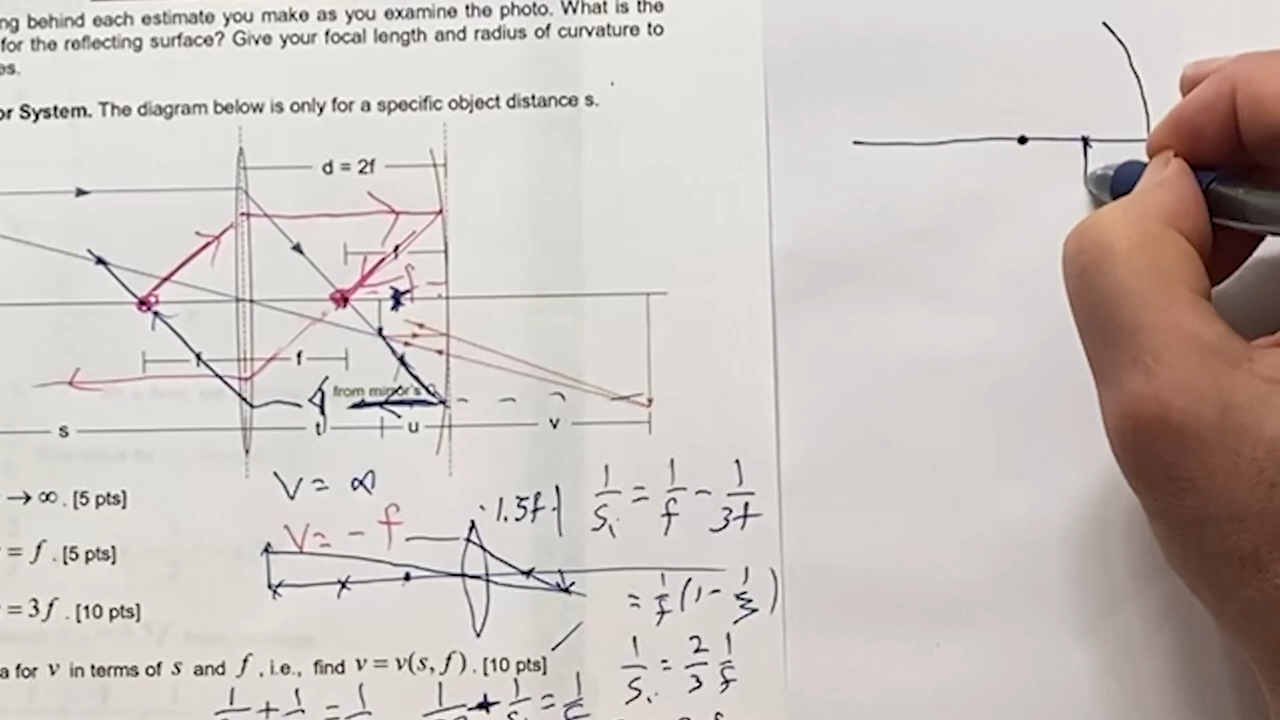 ng behind each estimate you make as you examine the photo. What is the
for the reflecting surface? Give your focal length and radius of curvature to
es.
or System. The diagram below is only for a specific object distance s.
d = 2f
f
f
f
from mirror's
s
u
v
→ ∞. [5 pts]
= f. [5 pts]
= 3f. [10 pts]
V = ∞
V = - f
1.5f
1/Si = 1/f - 1/3f
= 1/f (1 - 1/3)
1/Si = 2/3 1/f
a for v in terms of s and f, i.e., find v = v(s, f). [10 pts]